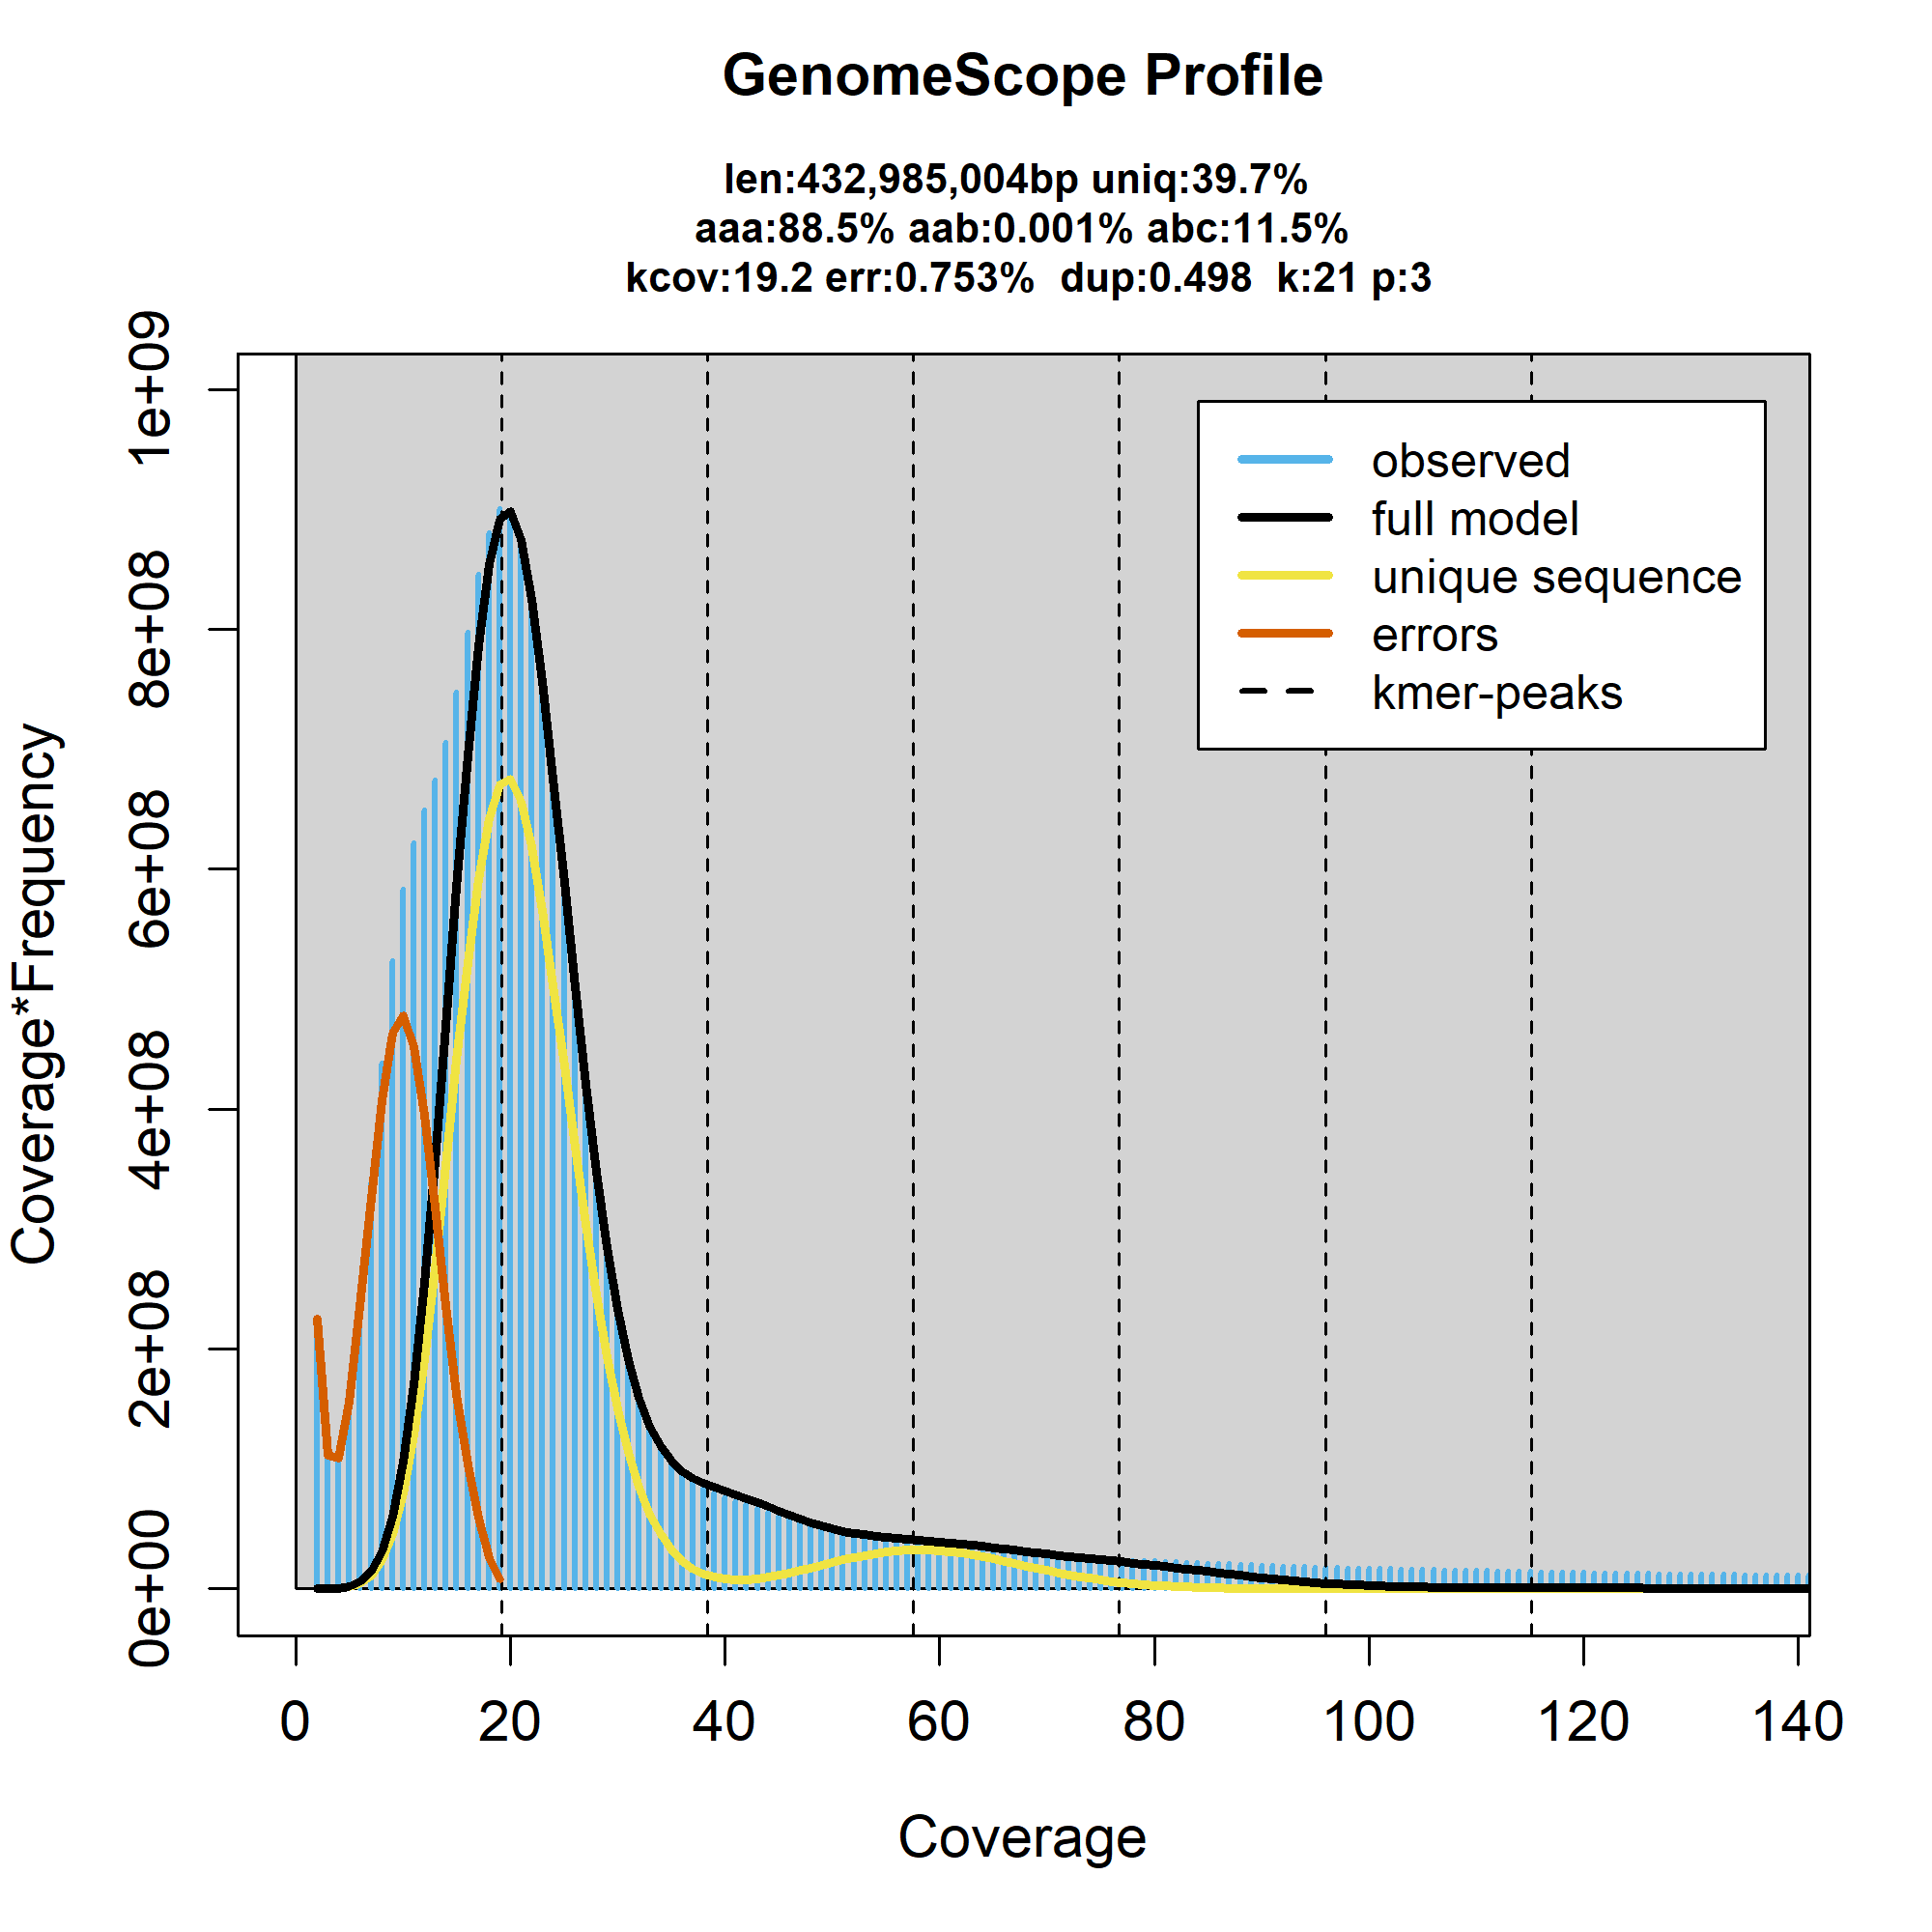 GenomeScope Profile
len:432,985,004bp uniq:39.7%
aaa:88.5% aab:0.001% abc:11.5%
kcov:19.2 err:0.753% dup:0.498 k:21 p:3
1e+09
8e+08
6e+08
4e+08
2e+08
0e+00
Coverage*Frequency
observed
full model
unique sequence
errors
kmer-peaks
0 20 40 60 80 100 120 140
Coverage